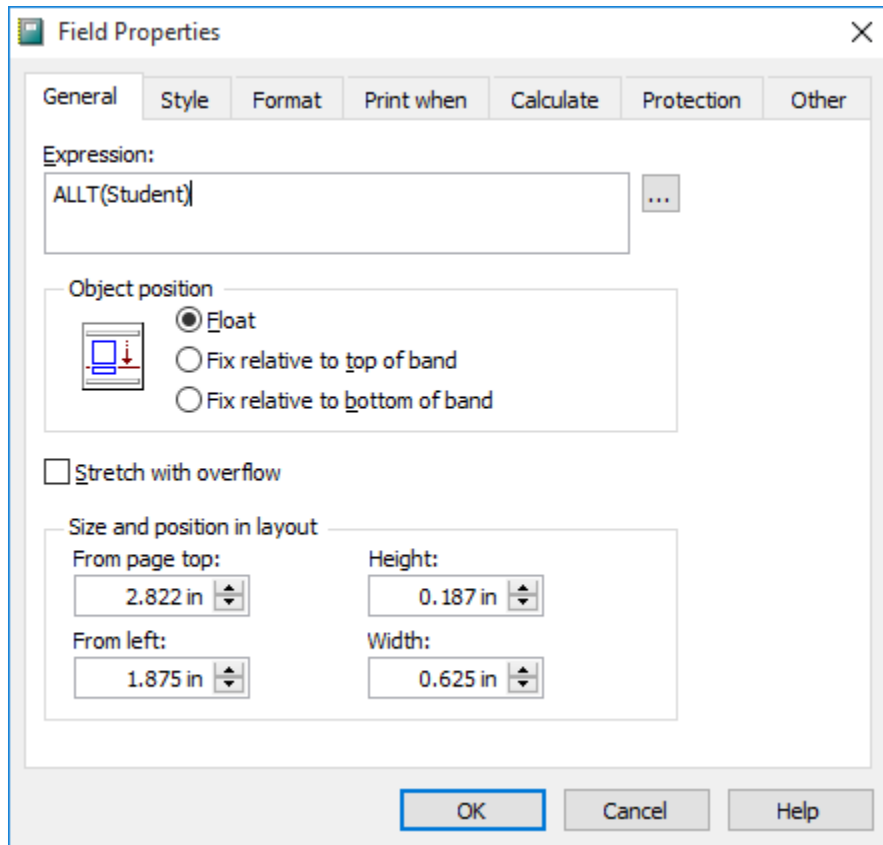 Field Properties
General Style Format Print when Calculate Protection Other
Expression:
ALLT(Student)
...
Object position
Float
Fix relative to top of band
Fix relative to bottom of band
Stretch with overflow
Size and position in layout
From page top: Height:
2.822 in 0.187 in
From left: Width:
1.875 in 0.625 in
OK Cancel Help